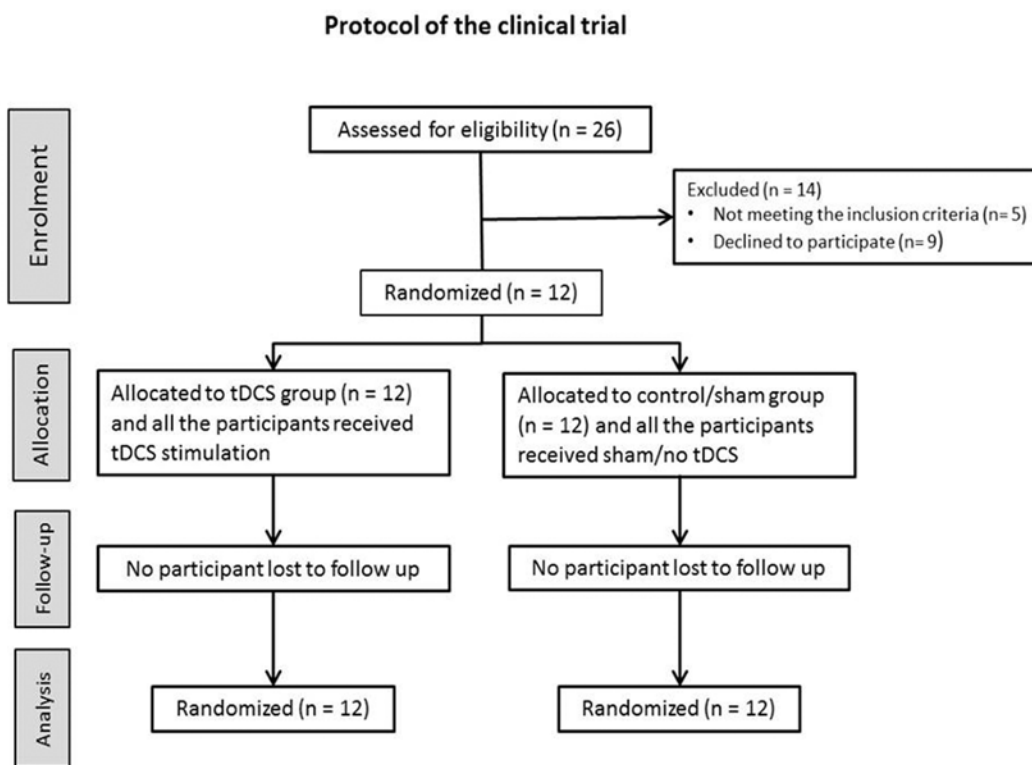 Protocol of the clinical trial
Enrolment
Assessed for eligibility (n = 26)
Excluded (n = 14)
• Not meeting the inclusion criteria (n= 5)
• Declined to participate (n= 9)
Randomized (n = 12)
Allocation
Allocated to tDCS group (n = 12)
and all the participants received
tDCS stimulation
Allocated to control/sham group
(n = 12) and all the participants
received sham/no tDCS
Follow-up
No participant lost to follow up
No participant lost to follow up
Analysis
Randomized (n = 12)
Randomized (n = 12)